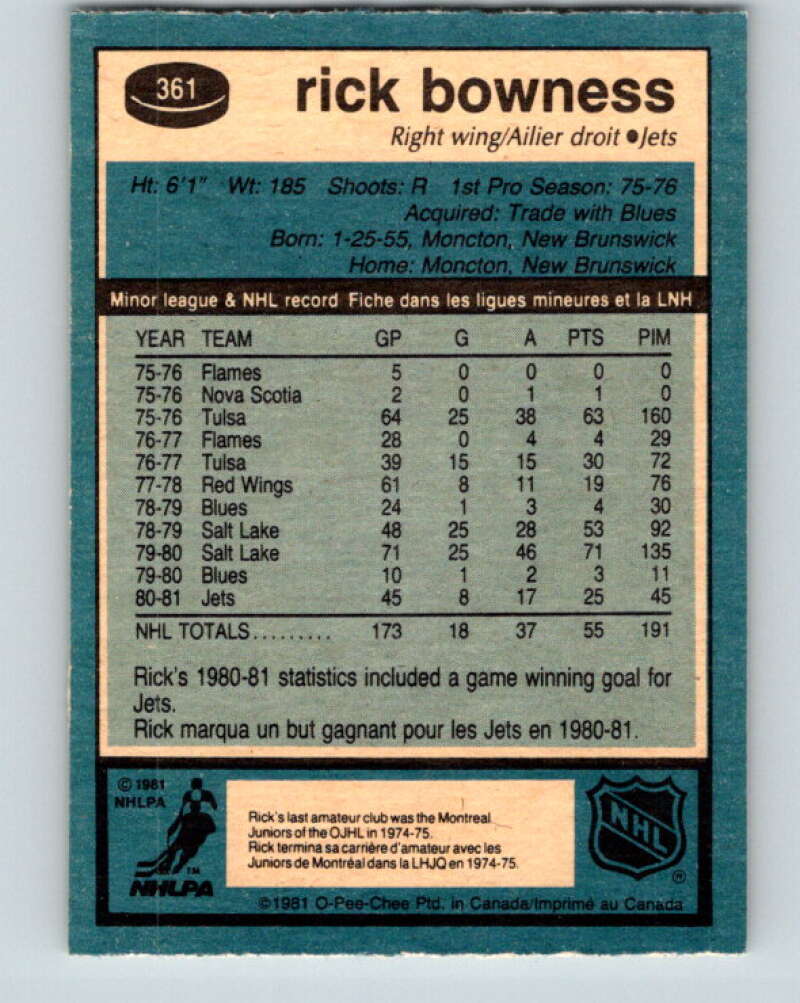 361
rick bowness
Right wing/Ailier droit ●Jets
Ht: 6'1" Wt: 185 Shoots: R 1st Pro Season: 75-76
Acquired: Trade with Blues
Born: 1-25-55, Moncton, New Brunswick
Home: Moncton, New Brunswick
Minor league & NHL record Fiche dans les ligues mineures et la LNH
YEAR TEAM GP G A PTS PIM
75-76 Flames 5 0 0 0 0
75-76 Nova Scotia 2 0 1 1 0
75-76 Tulsa 64 25 38 63 160
76-77 Flames 28 0 4 4 29
76-77 Tulsa 39 15 15 30 72
77-78 Red Wings 61 8 11 19 76
78-79 Blues 24 1 3 4 30
78-79 Salt Lake 48 25 28 53 92
79-80 Salt Lake 71 25 46 71 135
79-80 Blues 10 1 2 3 11
80-81 Jets 45 8 17 25 45
NHL TOTALS......... 173 18 37 55 191
Rick's 1980-81 statistics included a game winning goal for
Jets.
Rick marqua un but gagnant pour les Jets en 1980-81.
© 1981
NHLPA
TM
NHLPA
Rick's last amateur club was the Montreal
Juniors of the OJHL in 1974-75.
Rick termina sa carrière d'amateur avec les
Juniors de Montréal dans la LHJQ en 1974-75.
NHL
®
©1981 O-Pee-Chee Ptd. in Canada/Imprimé au Canada